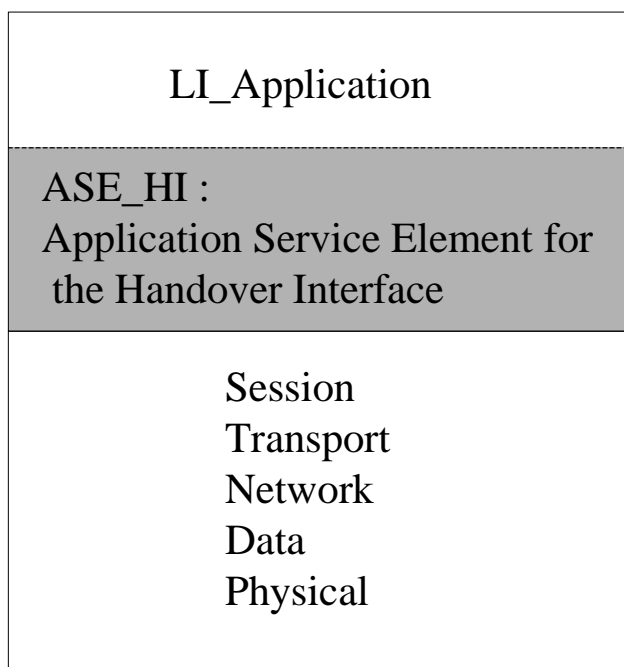 LI_Application
ASE_HI :
Application Service Element for
the Handover Interface
Session
Transport
Network
Data
Physical